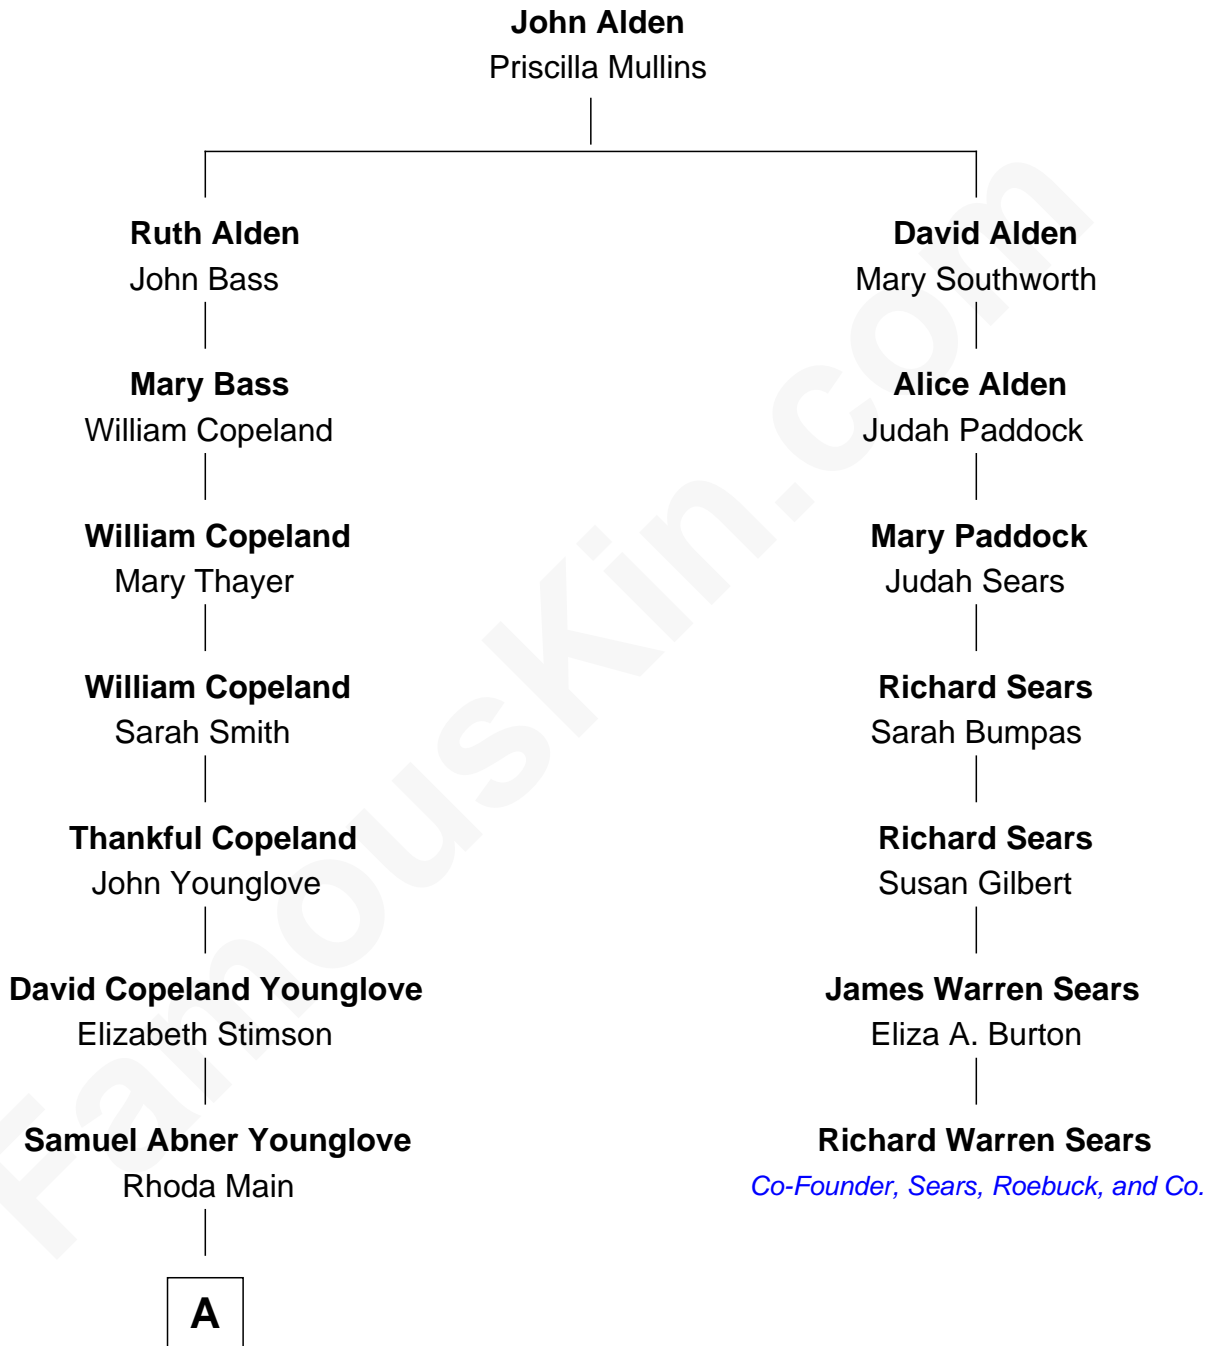 John Alden
Priscilla Mullins
Ruth Alden
John Bass
Mary Bass
William Copeland
William Copeland
Mary Thayer
William Copeland
Sarah Smith
Thankful Copeland
John Younglove
David Copeland Younglove
Elizabeth Stimson
Samuel Abner Younglove
Rhoda Main
A
David Alden
Mary Southworth
Alice Alden
Judah Paddock
Mary Paddock
Judah Sears
Richard Sears
Sarah Bumpas
Richard Sears
Susan Gilbert
James Warren Sears
Eliza A. Burton
Richard Warren Sears
Co-Founder, Sears, Roebuck, and Co.
FamousKin.com